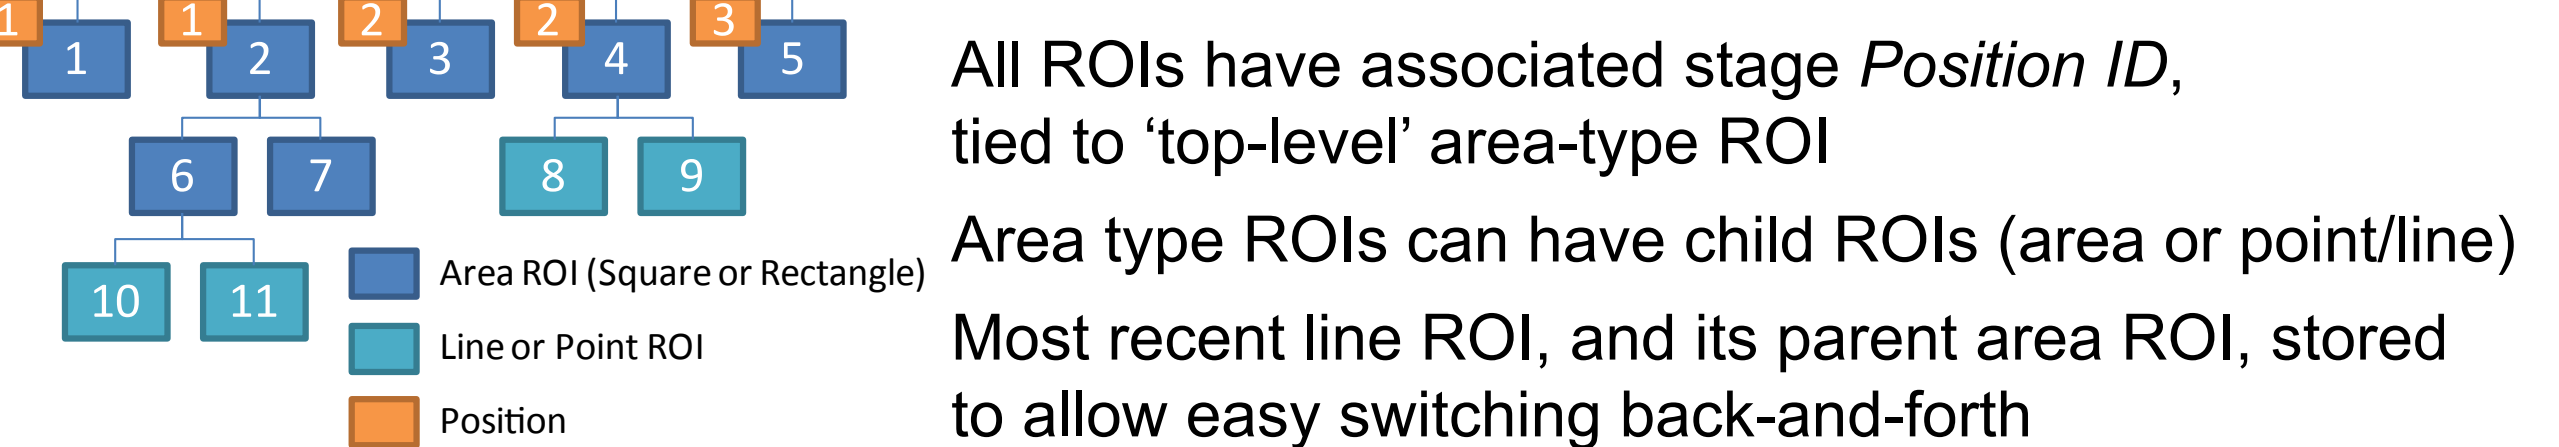 1 1 2 2 3
1 2 3 4 5
6 7 8 9
10 11
Area ROI (Square or Rectangle)
Line or Point ROI
Position
All ROIs have associated stage Position ID,
tied to ‘top-level’ area-type ROI
Area type ROIs can have child ROIs (area or point/line)
Most recent line ROI, and its parent area ROI, stored
to allow easy switching back-and-forth